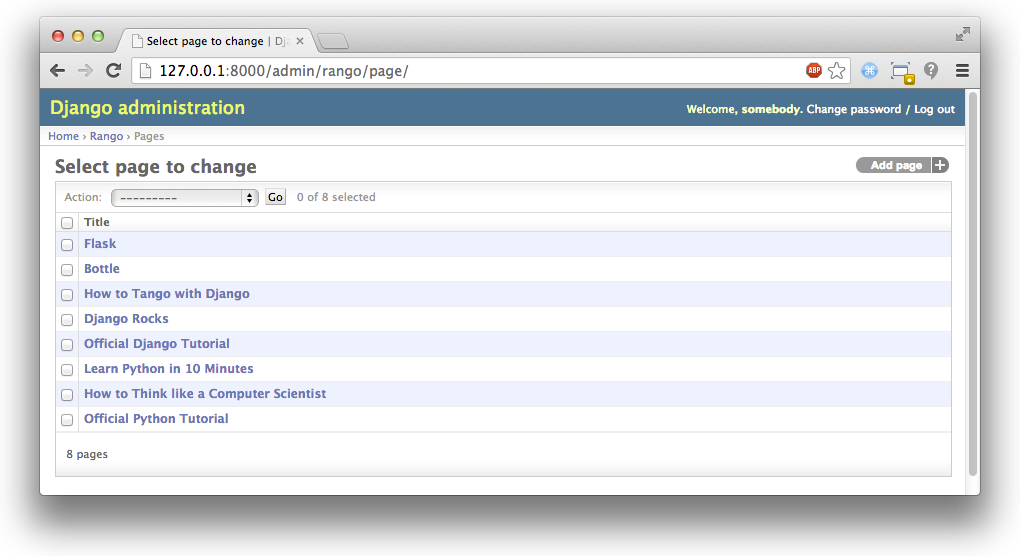 Select page to change | Dj
127.0.0.1:8000/admin/rango/page/
ABP
Django administration
Welcome, somebody. Change password / Log out
Home › Rango › Pages
Select page to change
Add page
Action: --------- Go 0 of 8 selected
Title
Flask
Bottle
How to Tango with Django
Django Rocks
Official Django Tutorial
Learn Python in 10 Minutes
How to Think like a Computer Scientist
Official Python Tutorial
8 pages